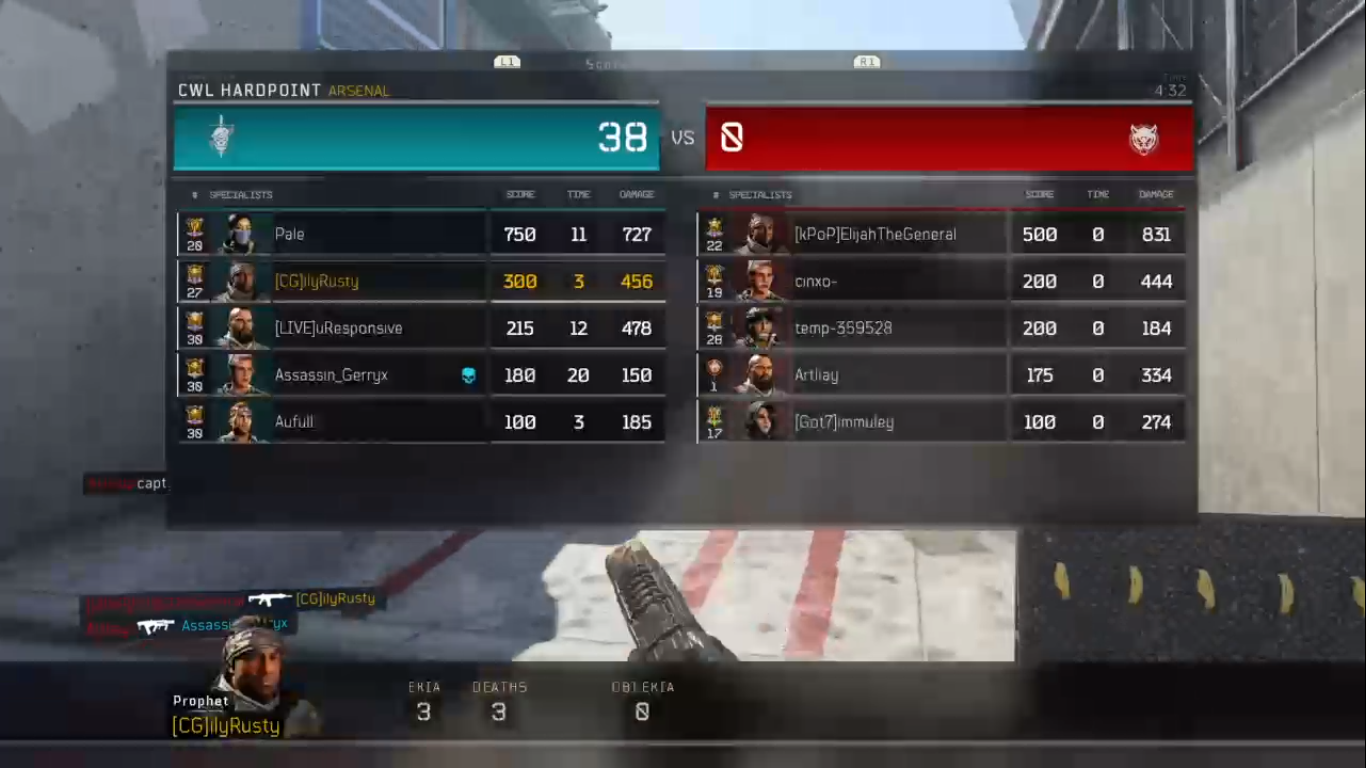 L1
R1
CWL HARDPOINT ARSENAL
4:32
38 VS 0
# SPECIALISTS SCORE TIME DAMAGE
20 Pale 750 11 727
27 [CG]ilyRusty 300 3 456
30 [LIVE]uResponsive 215 12 478
30 Assassin_Gerryx 180 20 150
30 Aufull 100 3 185
# SPECIALISTS SCORE TIME DAMAGE
22 [kPoP]ElijahTheGeneral 500 0 831
19 cinxo- 200 0 444
28 temp-359528 200 0 184
1 Artliay 175 0 334
17 [Got7]immuley 100 0 274
capt
[CG]ilyRusty
EKIA DEATHS OBJ EKIA
Prophet 3 3 0
[CG]ilyRusty